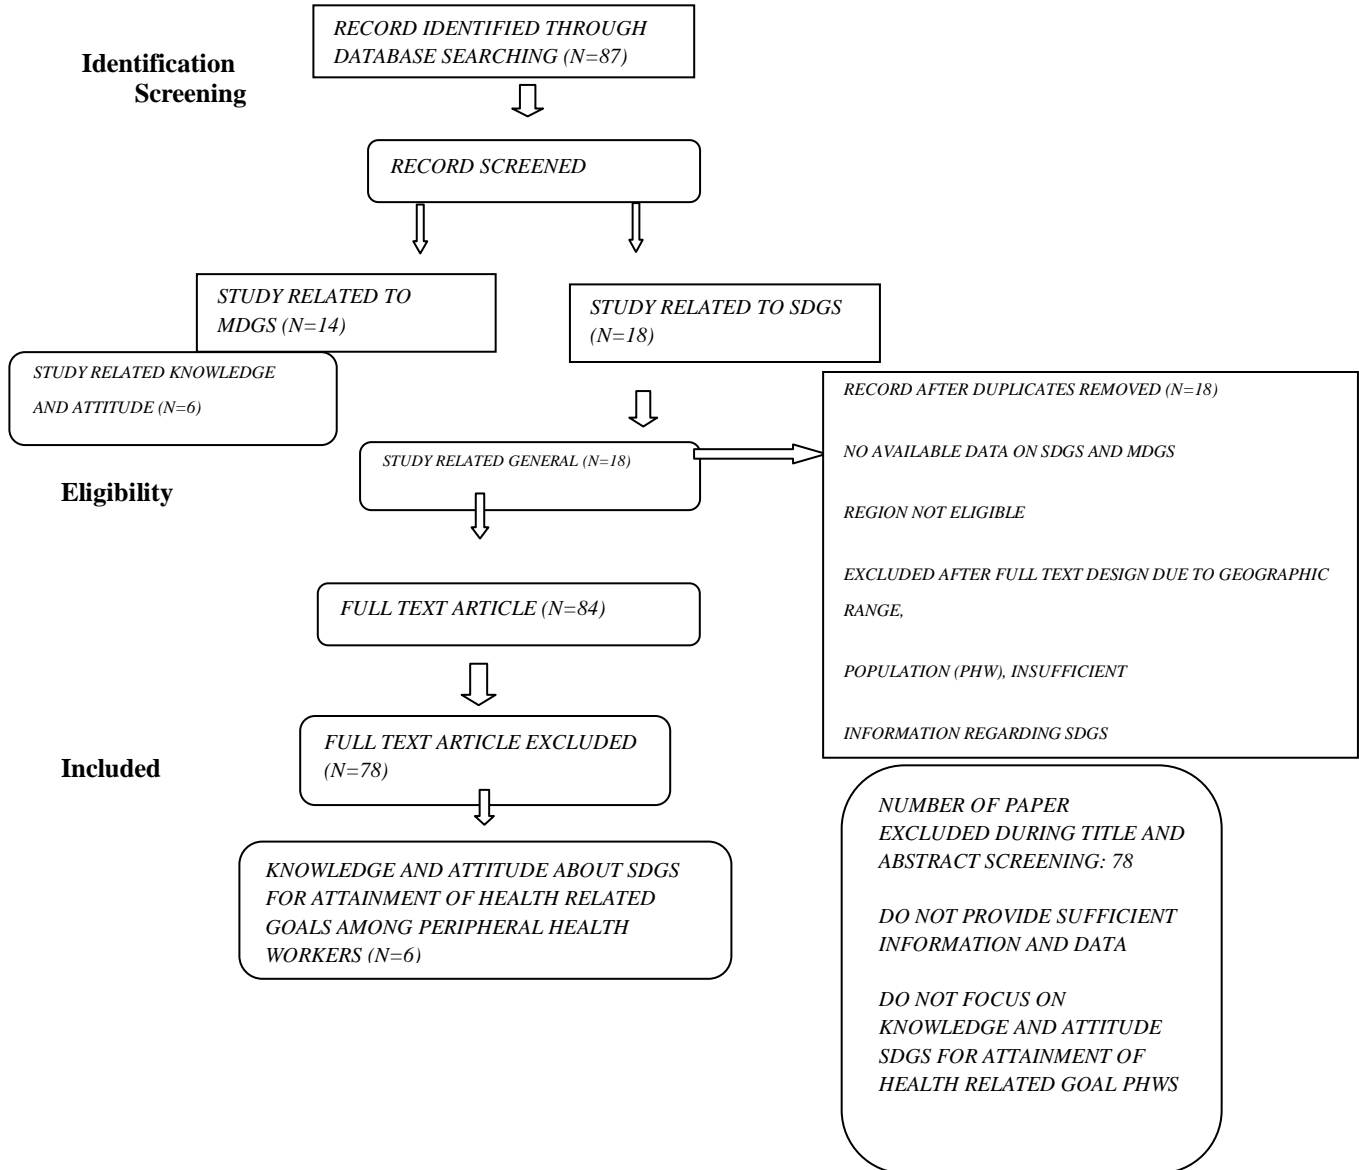 RECORD IDENTIFIED THROUGH
DATABASE SEARCHING (N=87)
Identification
Screening
RECORD SCREENED
STUDY RELATED TO
MDGS (N=14)
STUDY RELATED TO SDGS
(N=18)
STUDY RELATED KNOWLEDGE
AND ATTITUDE (N=6)
STUDY RELATED GENERAL (N=18)
RECORD AFTER DUPLICATES REMOVED (N=18)
NO AVAILABLE DATA ON SDGS AND MDGS
REGION NOT ELIGIBLE
EXCLUDED AFTER FULL TEXT DESIGN DUE TO GEOGRAPHIC
RANGE,
POPULATION (PHW), INSUFFICIENT
INFORMATION REGARDING SDGS
Eligibility
FULL TEXT ARTICLE (N=84)
FULL TEXT ARTICLE EXCLUDED
(N=78)
Included
KNOWLEDGE AND ATTITUDE ABOUT SDGS
FOR ATTAINMENT OF HEALTH RELATED
GOALS AMONG PERIPHERAL HEALTH
WORKERS (N=6)
NUMBER OF PAPER
EXCLUDED DURING TITLE AND
ABSTRACT SCREENING: 78
DO NOT PROVIDE SUFFICIENT
INFORMATION AND DATA
DO NOT FOCUS ON
KNOWLEDGE AND ATTITUDE
SDGS FOR ATTAINMENT OF
HEALTH RELATED GOAL PHWS